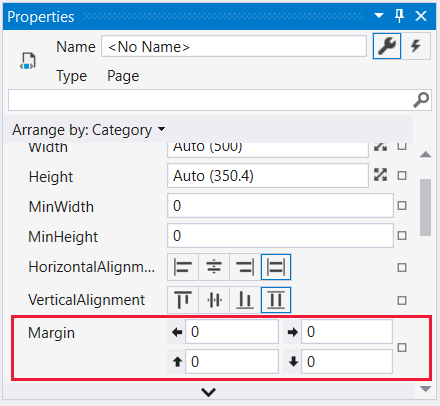 Properties
Name <No Name>
Type Page
Arrange by: Category
Width Auto (500)
Height Auto (350.4)
MinWidth 0
MinHeight 0
HorizontalAlignm...
VerticalAlignment
Margin 0 0
0 0